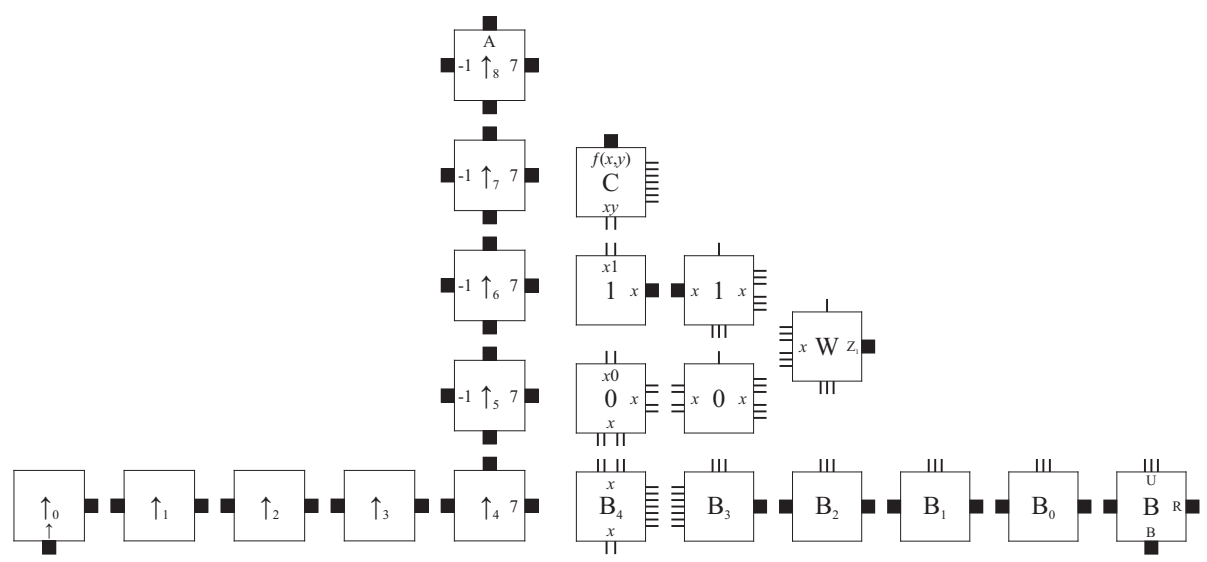 A
-1 ↑8 7
-1 ↑7 7
f(x,y)
C
xy
-1 ↑6 7
x1
1 x
x 1 x
x W Z1
-1 ↑5 7
x0
0 x
x
x 0 x
↑0
↑
↑1
↑2
↑3
↑4 7
x
B4
x
B3
B2
B1
B0
U
B R
B